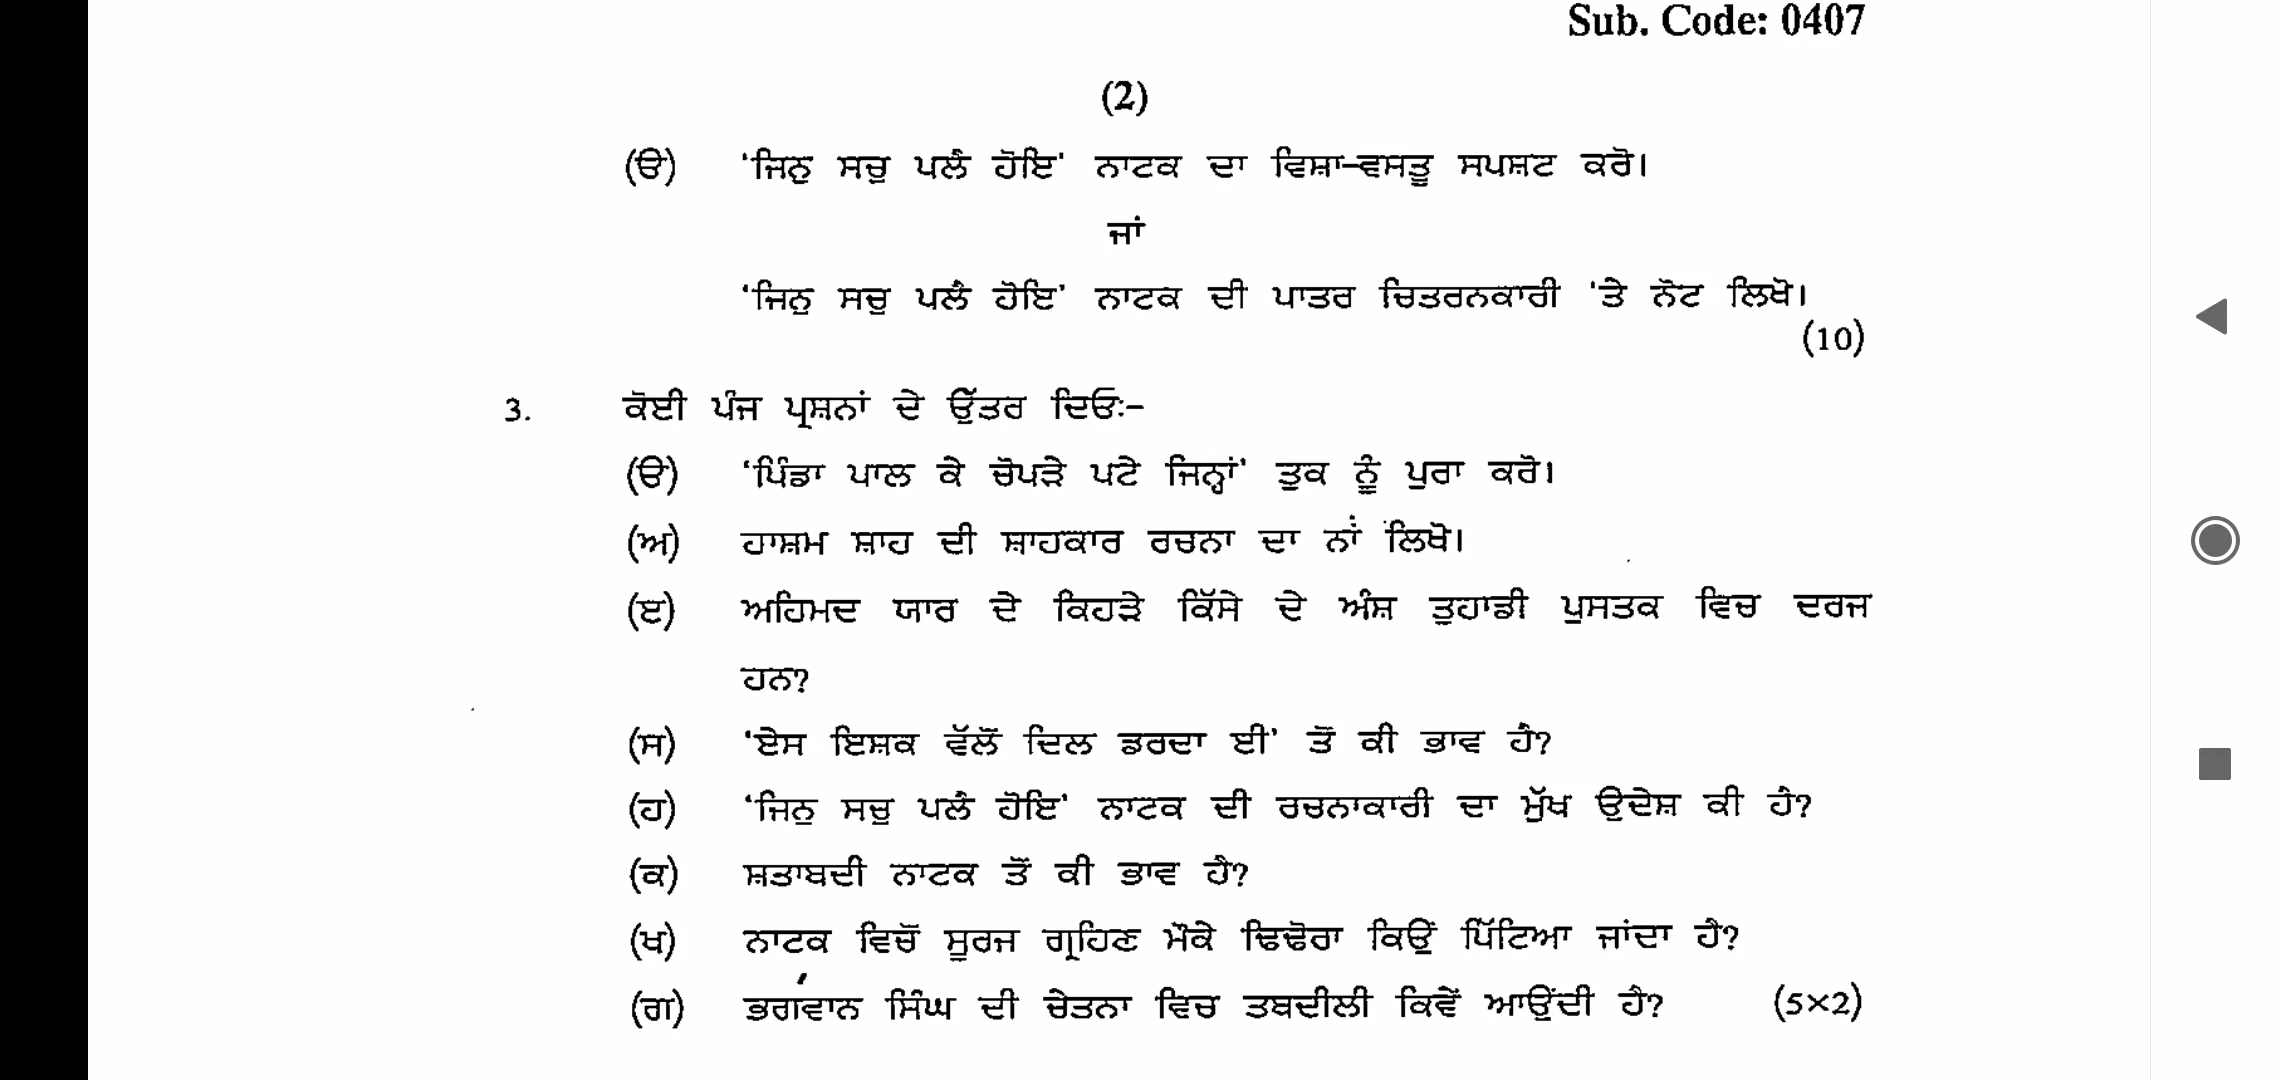 Sub. Code: 0407
(2)
(ੳ) 'ਜਿਨੁ ਸਚੁ ਪਲੈ ਹੋਇ' ਨਾਟਕ ਦਾ ਵਿਸ਼ਾ-ਵਸਤੂ ਸਪਸ਼ਟ ਕਰੋ।
ਜਾਂ
'ਜਿਨੁ ਸਚੁ ਪਲੈ ਹੋਇ' ਨਾਟਕ ਦੀ ਪਾਤਰ ਚਿਤਰਨਕਾਰੀ 'ਤੇ ਨੋਟ ਲਿਖੋ।
(10)
3. ਕੋਈ ਪੰਜ ਪ੍ਰਸ਼ਨਾਂ ਦੇ ਉੱਤਰ ਦਿਓ:-
(ੳ) 'ਪਿੰਡਾ ਪਾਲ ਕੇ ਚੋਪੜੇ ਪਟੇ ਜਿਨ੍ਹਾਂ' ਤੁਕ ਨੂੰ ਪੁਰਾ ਕਰੋ।
(ਅ) ਹਾਸ਼ਮ ਸ਼ਾਹ ਦੀ ਸ਼ਾਹਕਾਰ ਰਚਨਾ ਦਾ ਨਾਂ ਲਿਖੋ।
(ੲ) ਅਹਿਮਦ ਯਾਰ ਦੇ ਕਿਹੜੇ ਕਿੱਸੇ ਦੇ ਅੰਸ਼ ਤੁਹਾਡੀ ਪੁਸਤਕ ਵਿਚ ਦਰਜ
ਹਨ?
(ਸ) 'ਏਸ ਇਸ਼ਕ ਵੱਲੋਂ ਦਿਲ ਡਰਦਾ ਈ' ਤੋਂ ਕੀ ਭਾਵ ਹੈ?
(ਹ) 'ਜਿਨੁ ਸਚੁ ਪਲੈ ਹੋਇ' ਨਾਟਕ ਦੀ ਰਚਨਾਕਾਰੀ ਦਾ ਮੁੱਖ ਉਦੇਸ਼ ਕੀ ਹੈ?
(ਕ) ਸ਼ਤਾਬਦੀ ਨਾਟਕ ਤੋਂ ਕੀ ਭਾਵ ਹੈ?
(ਖ) ਨਾਟਕ ਵਿਚੋਂ ਸੂਰਜ ਗ੍ਰਹਿਣ ਮੌਕੇ ਢਿਢੋਰਾ ਕਿਉਂ ਪਿੱਟਿਆ ਜਾਂਦਾ ਹੈ?
(ਗ) ਭਗਵਾਨ ਸਿੰਘ ਦੀ ਚੇਤਨਾ ਵਿਚ ਤਬਦੀਲੀ ਕਿਵੇਂ ਆਉਂਦੀ ਹੈ? (5×2)